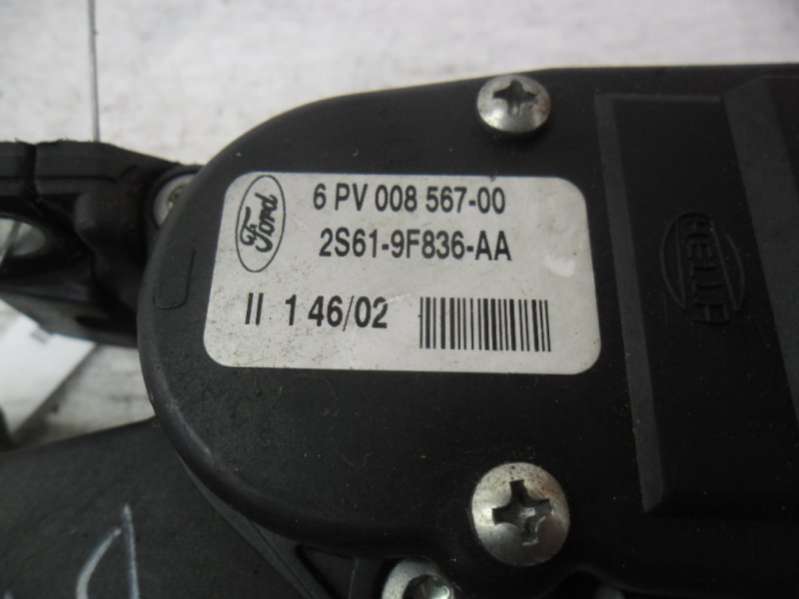 Ford
6 PV 008 567-00
2S61-9F836-AA
II 1 46/02
HELLA